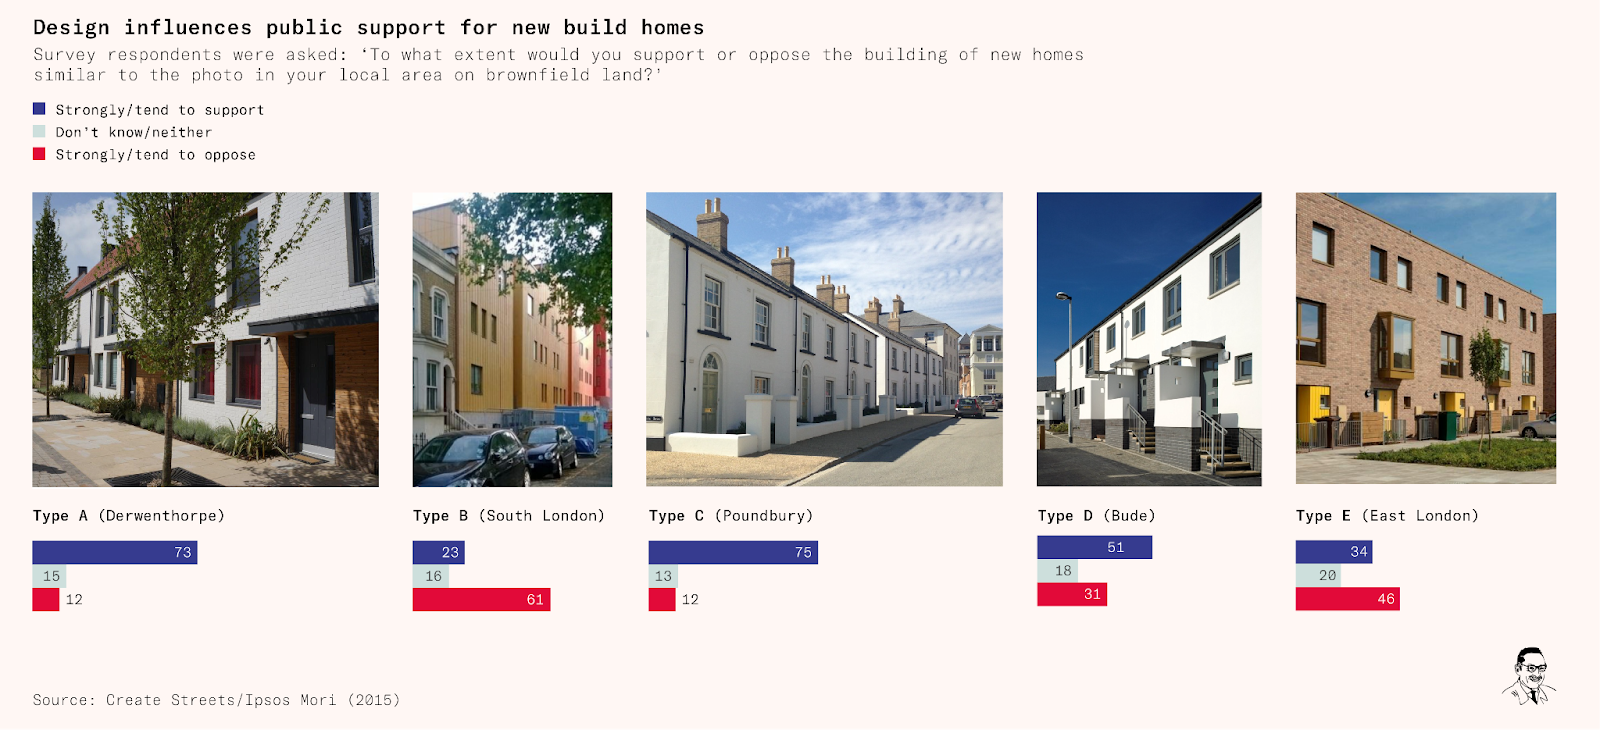 Design influences public support for new build homes
Survey respondents were asked: ‘To what extent would you support or oppose the building of new homes
similar to the photo in your local area on brownfield land?’
Strongly/tend to support
Don’t know/neither
Strongly/tend to oppose
Type A (Derwenthorpe)
73
15
12
Type B (South London)
23
16
61
Type C (Poundbury)
75
13
12
Type D (Bude)
51
18
31
Type E (East London)
34
20
46
Source: Create Streets/Ipsos Mori (2015)